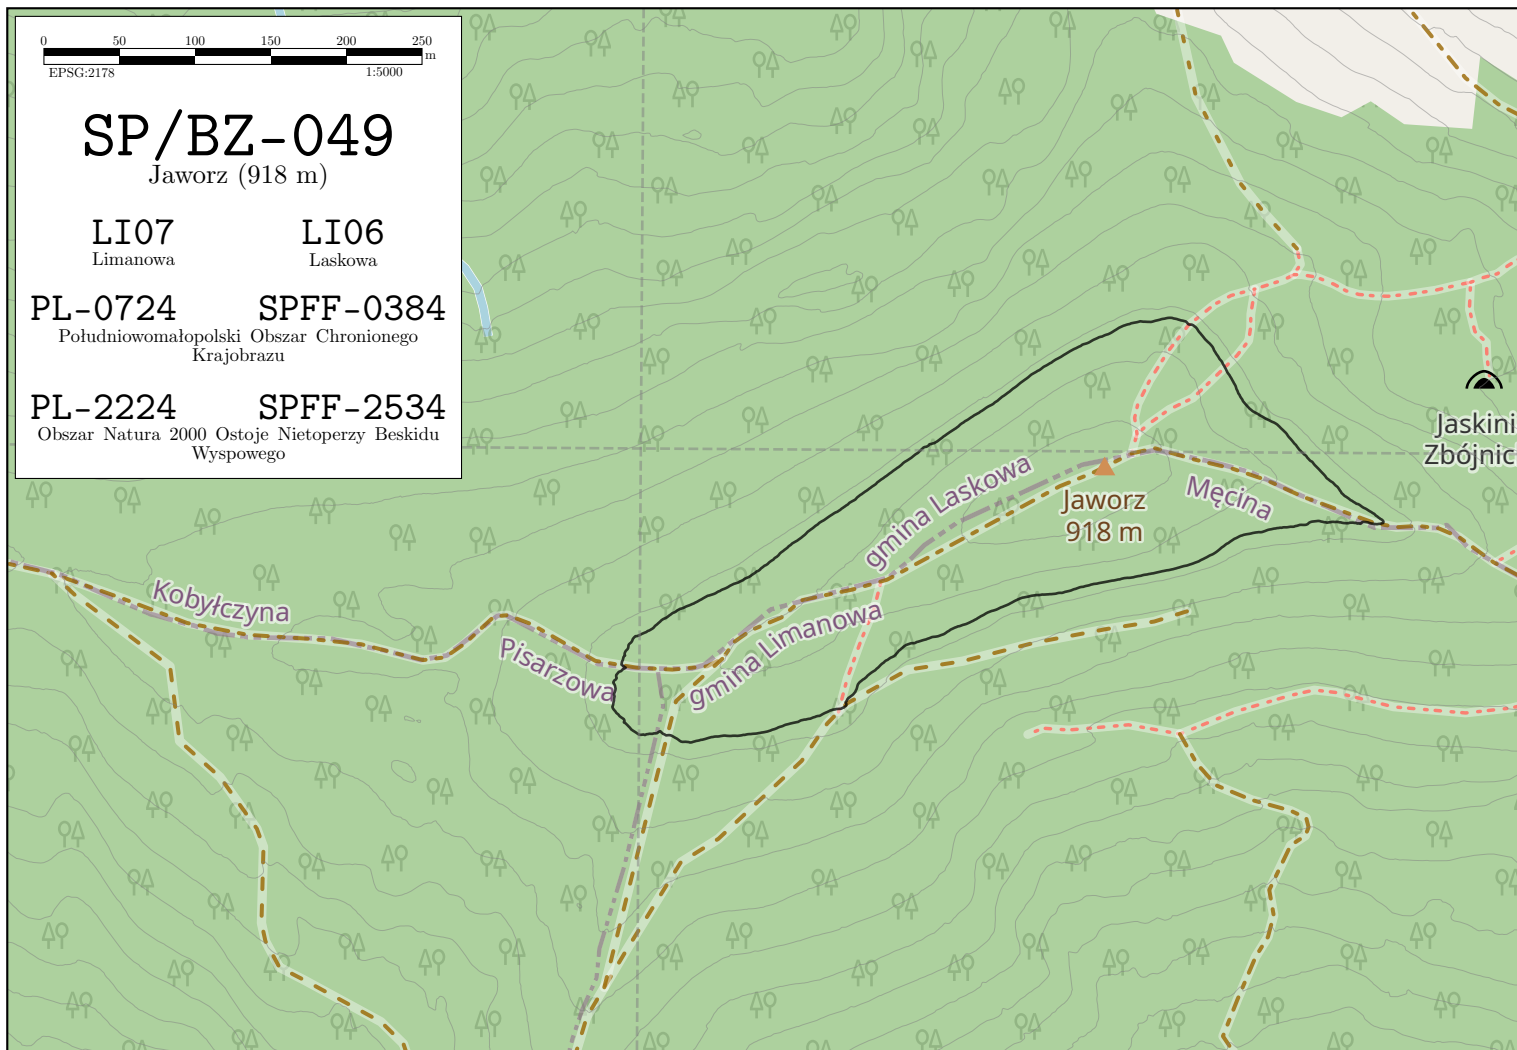 0 50 100 150 200 250
m
EPSG:2178 1:5000
SP/BZ-049
Jaworz (918 m)
LI07 LI06
Limanowa Laskowa
PL-0724 SPFF-0384
Południowomałopolski Obszar Chronionego
Krajobrazu
PL-2224 SPFF-2534
Obszar Natura 2000 Ostoje Nietoperzy Beskidu
Wyspowego
Jaskini
Zbójnic
gmina Laskowa
Jaworz
918 m
Męcina
Kobyłczyna
Pisarzowa
gmina Limanowa